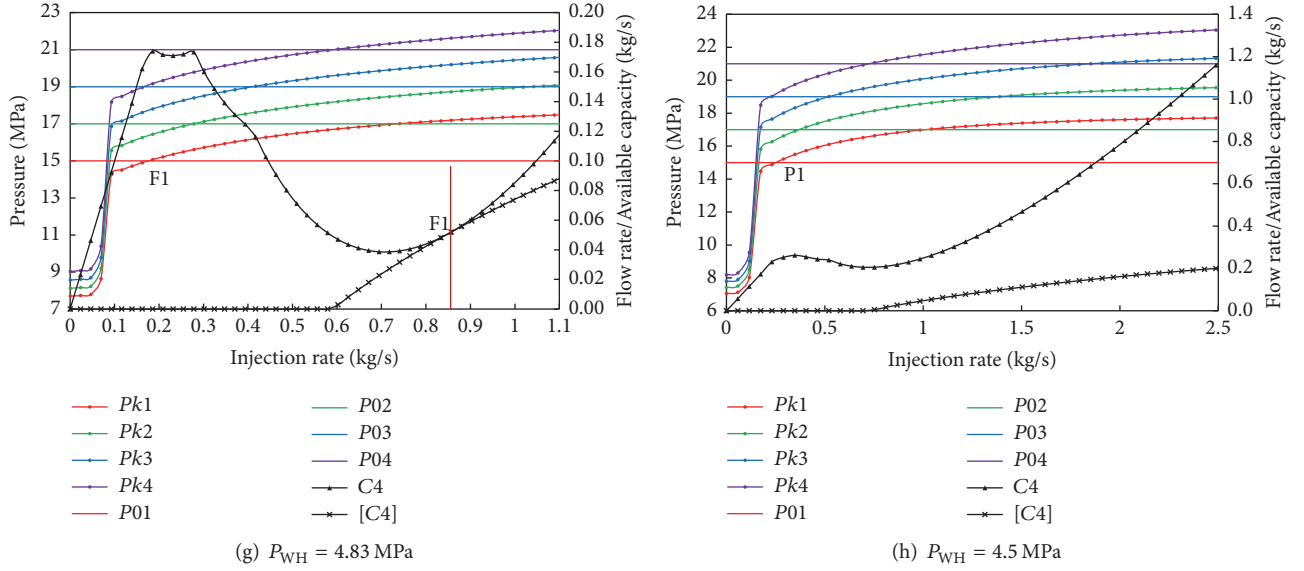 23
21
19
17
15
13
11
9
7
Pressure (MPa)
0.20
0.18
0.16
0.14
0.12
0.10
0.08
0.06
0.04
0.02
0.00
Flow rate/Available capacity (kg/s)
F1
F1
0 0.1 0.2 0.3 0.4 0.5 0.6 0.7 0.8 0.9 1 1.1
Injection rate (kg/s)
Pk1 P02
Pk2 P03
Pk3 P04
Pk4 C4
P01 [C4]
(g) P_WH = 4.83 MPa
24
22
20
18
16
14
12
10
8
6
Pressure (MPa)
1.4
1.2
1.0
0.8
0.6
0.4
0.2
0.0
Flow rate/Available capacity (kg/s)
P1
0 0.5 1 1.5 2 2.5
Injection rate (kg/s)
Pk1 P02
Pk2 P03
Pk3 P04
Pk4 C4
P01 [C4]
(h) P_WH = 4.5 MPa